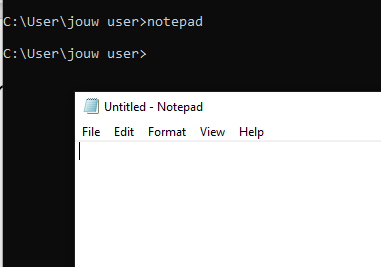 C:\User\jouw user>notepad
C:\User\jouw user>
Untitled - Notepad
File Edit Format View Help